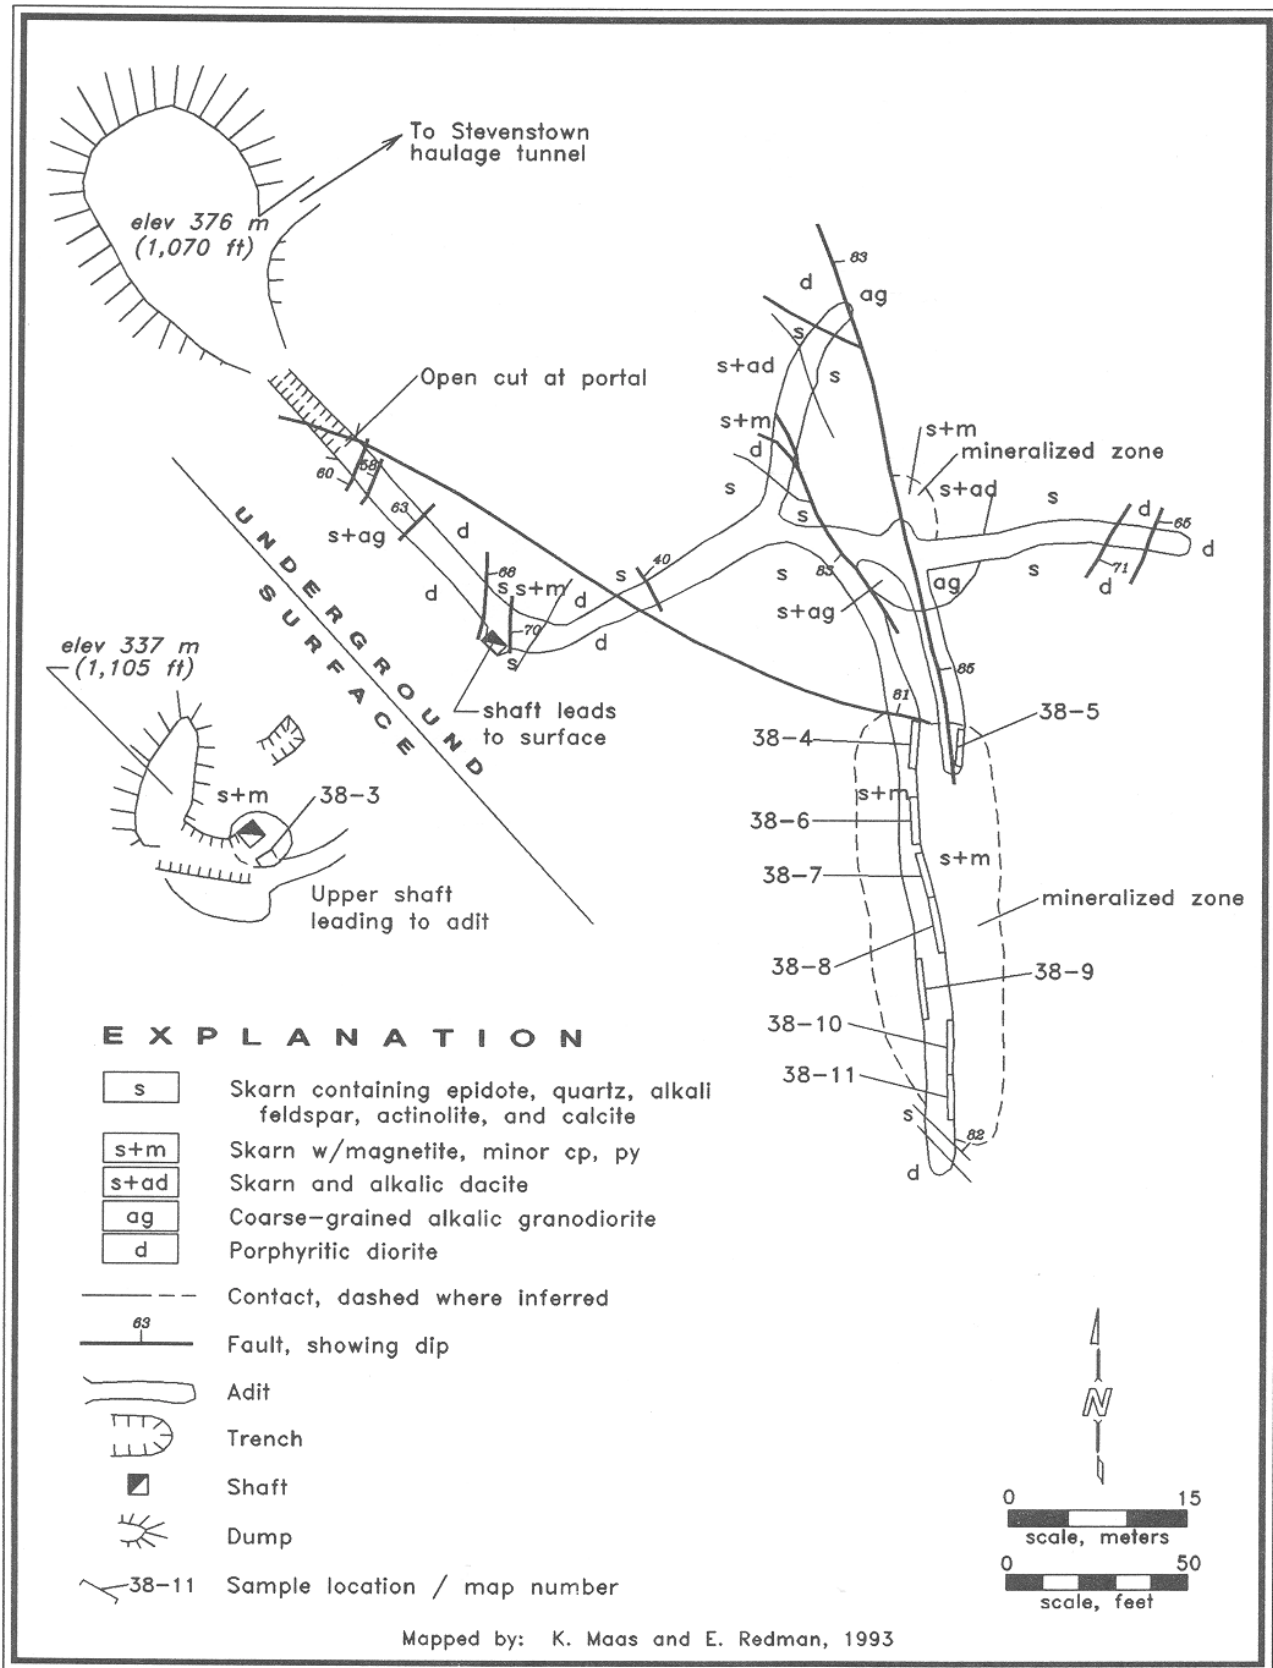 To Stevenstown
haulage tunnel
elev 376 m
(1,070 ft)
83
d
ag
s
s+ad
s
Open cut at portal
s+m
s+m
mineralized zone
d
60
58
s+ad
s
s
63
s
d
65
s+ag
d
83
40
s
s
d
71
d
68
s
s+m
d
s
ag
s+ag
d
70
d
s
UNDERGROUND
SURFACE
85
81
elev 337 m
(1,105 ft)
shaft leads
to surface
38-5
38-4
s+m
38-3
s+m
38-6
s+m
38-7
mineralized zone
Upper shaft
leading to adit
38-8
38-9
38-10
38-11
s
82
d
EXPLANATION
s Skarn containing epidote, quartz, alkali
feldspar, actinolite, and calcite
s+m Skarn w/magnetite, minor cp, py
s+ad Skarn and alkalic dacite
ag Coarse-grained alkalic granodiorite
d Porphyritic diorite
Contact, dashed where inferred
63
Fault, showing dip
Adit
Trench
Shaft
Dump
38-11 Sample location / map number
N
0 15
scale, meters
0 50
scale, feet
Mapped by: K. Maas and E. Redman, 1993